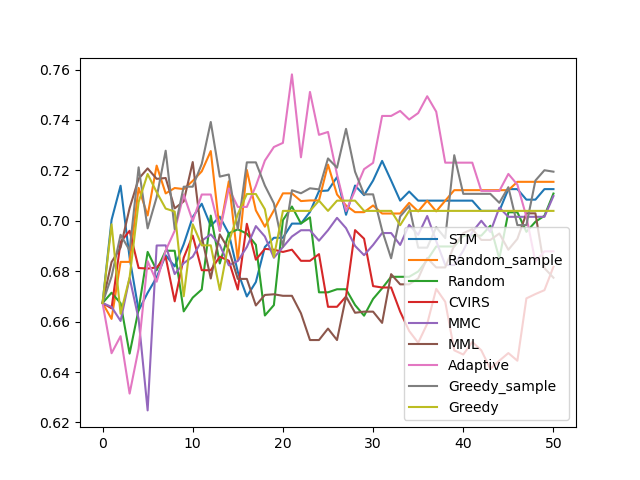 0.76
0.74
0.72
0.70
0.68
0.66
0.64
0.62
0
10
20
30
40
50
STM
Random_sample
Random
CVIRS
MMC
MML
Adaptive
Greedy_sample
Greedy